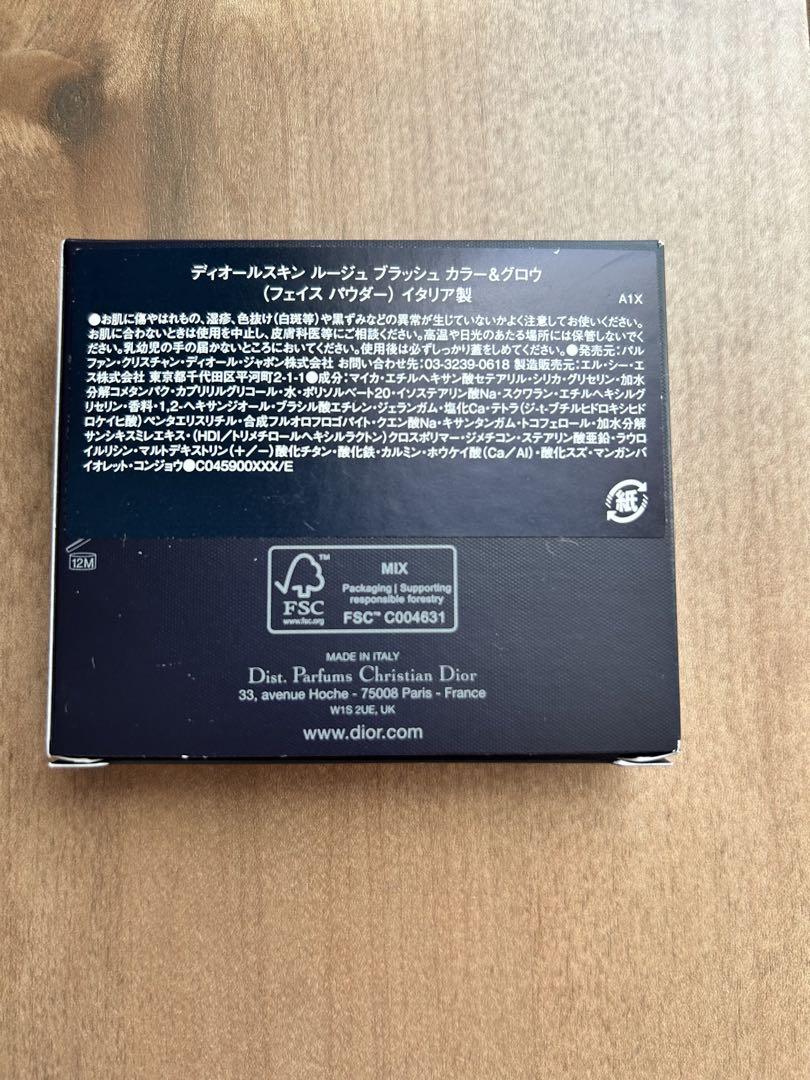 ディオールスキン ルージュ ブラッシュ カラー&グロウ
(フェイス パウダー) イタリア製
A1X
●お肌に傷やはれもの、湿疹、色抜け(白斑等)や黒ずみなどの異常が生じていないかよく注意してお使いください。
お肌に合わないときは使用を中止し、皮膚科医等にご相談ください。高温や日光のあたる場所には保管しないでく
ださい。乳幼児の手の届かないところにおいてください。使用後は必ずしっかり蓋をしめてください。●発売元:パル
ファン・クリスチャン・ディオール・ジャポン株式会社 お問い合わせ先:03-3239-0618 製造販売元:エル・シー・エ
ス株式会社 東京都千代田区平河町2-1-1●成分:マイカ・エチルヘキサン酸セテアリル・シリカ・グリセリン・加水
分解コメタンパク・カプリリルグリコール・水・ポリソルベート20・イソステアリン酸Na・スクワラン・エチルヘキシルグ
リセリン・香料・1,2-ヘキサンジオール・ブラシル酸エチレン・ジェランガム・塩化Ca・テトラ(ジ-t-ブチルヒドロキシヒド
ロケイヒ酸)ペンタエリスリチル・合成フルオロフロゴパイト・クエン酸Na・キサンタンガム・トコフェロール・加水分解
サンシキスミレエキス・(HDI/トリメチロールヘキシルラクトン)クロスポリマー・ジメチコン・ステアリン酸亜鉛・ラウロ
イルリシン・マルトデキストリン(+/-)酸化チタン・酸化鉄・カルミン・ホウケイ酸(Ca/Al)・酸化スズ・マンガンバ
イオレット・コンジョウ●C045900XXX/E
紙
12M
FSC™
www.fsc.org
MIX
Packaging | Supporting
responsible forestry
FSC™ C004631
MADE IN ITALY
Dist. Parfums Christian Dior
33, avenue Hoche - 75008 Paris - France
W1S 2UE, UK
www.dior.com